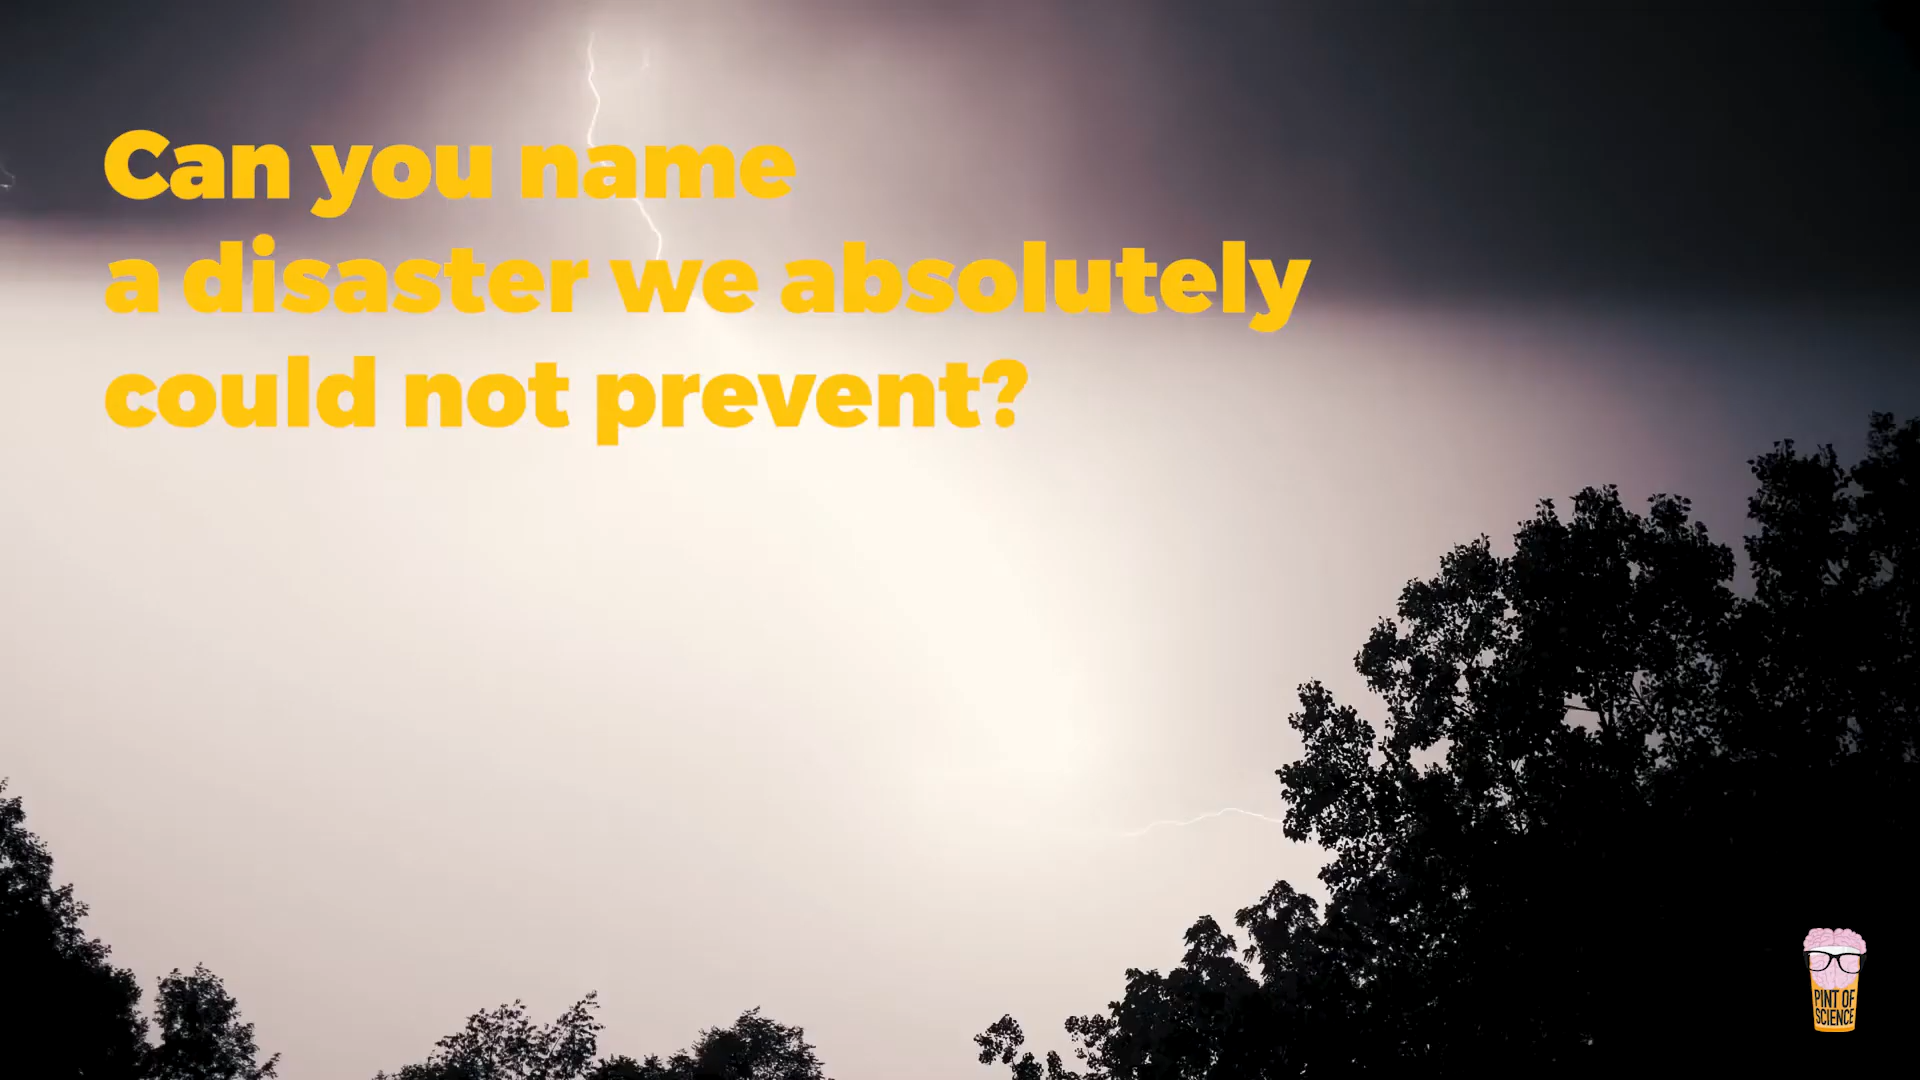 Can you name
a disaster we absolutely
could not prevent?
PINT OF
SCIENCE